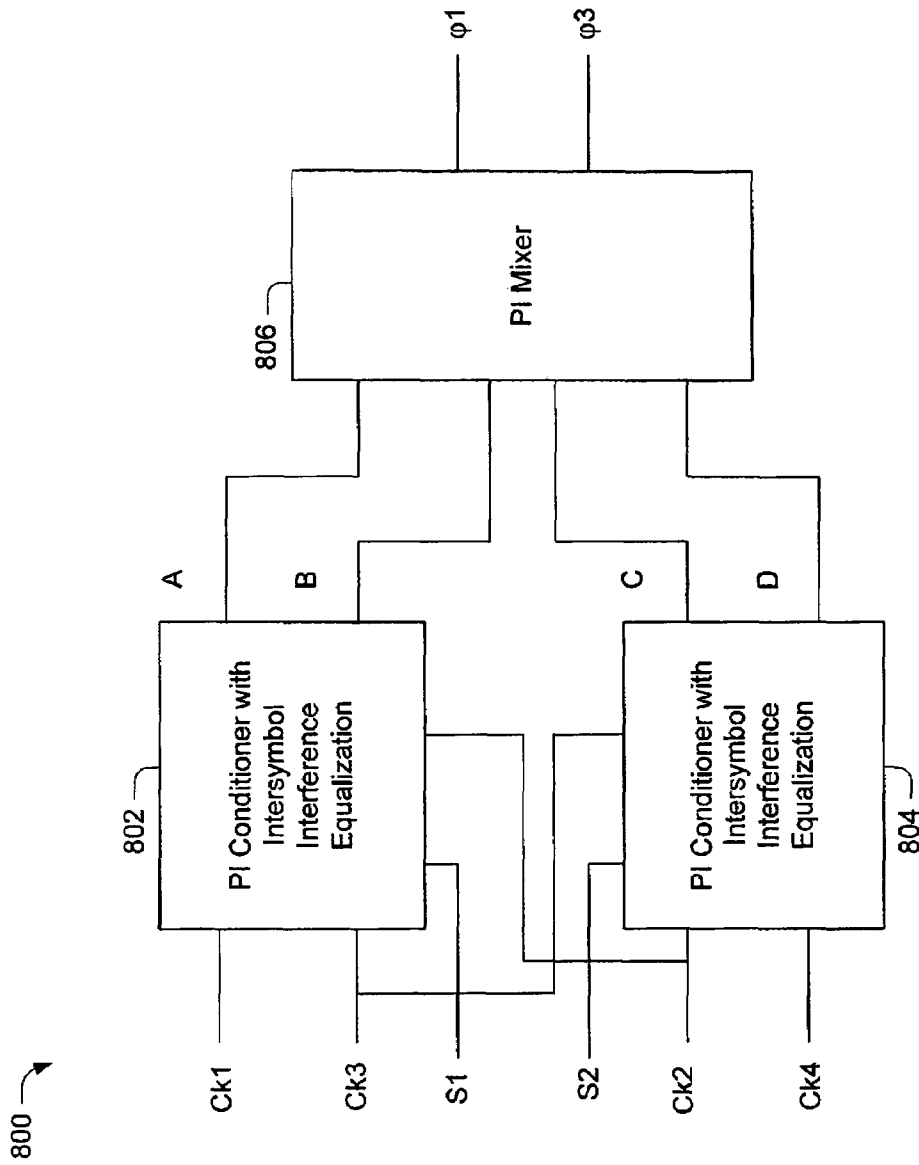 800
Ck1
Ck3
S1
S2
Ck2
Ck4
802
PI Conditioner with
Intersymbol
Interference
Equalization
804
PI Conditioner with
Intersymbol
Interference
Equalization
A
B
C
D
806
PI Mixer
φ1
φ3